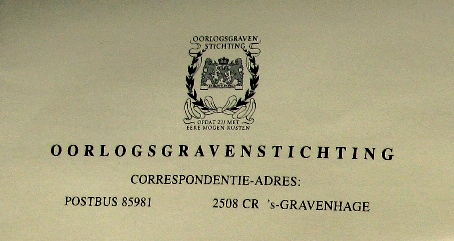 OORLOGSGRAVEN
STICHTING
OPDAT ZIJ MET
EERE MOGEN RUSTEN
OORLOGSGRAVENSTICHTING
CORRESPONDENTIE-ADRES:
POSTBUS 85981 2508 CR 's-GRAVENHAGE